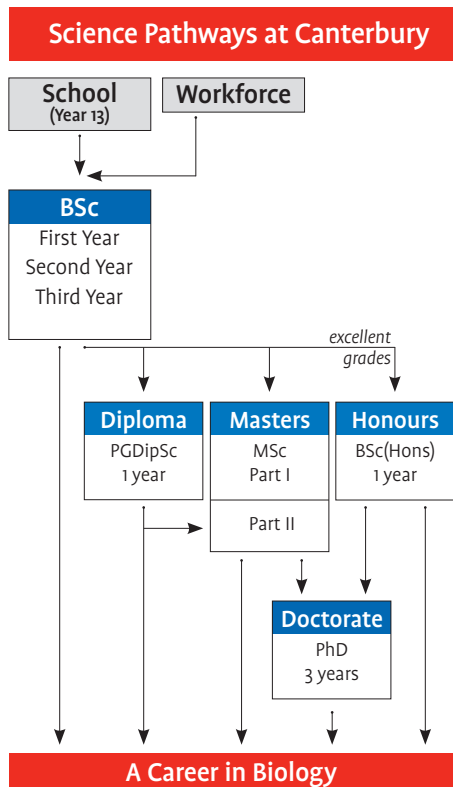 Science Pathways at Canterbury
School
(Year 13)
Workforce
BSc
First Year
Second Year
Third Year
excellent
grades
Diploma
PGDipSc
1 year
Masters
MSc
Part I
Part II
Honours
BSc(Hons)
1 year
Doctorate
PhD
3 years
A Career in Biology